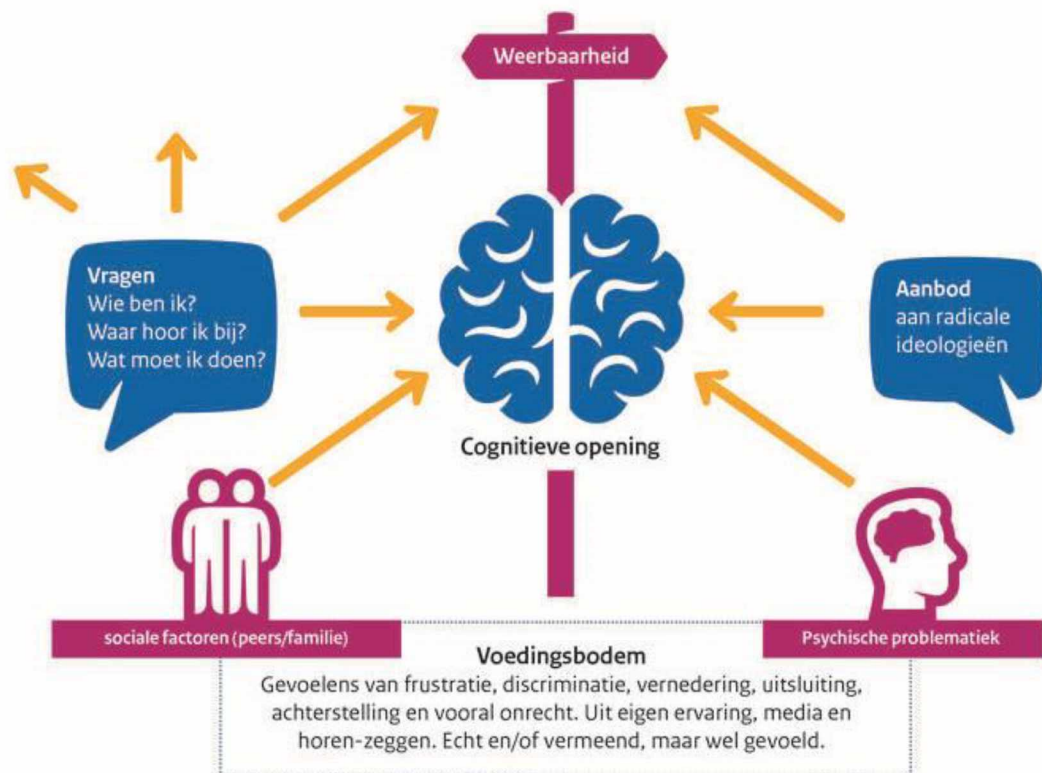 Weerbaarheid
Vragen
Wie ben ik?
Waar hoor ik bij?
Wat moet ik doen?
Aanbod
aan radicale
ideologieën
Cognitieve opening
sociale factoren (peers/familie)
Psychische problematiek
Voedingsbodem
Gevoelens van frustratie, discriminatie, vernedering, uitsluiting,
achterstelling en vooral onrecht. Uit eigen ervaring, media en
horen-zeggen. Echt en/of vermeend, maar wel gevoeld.